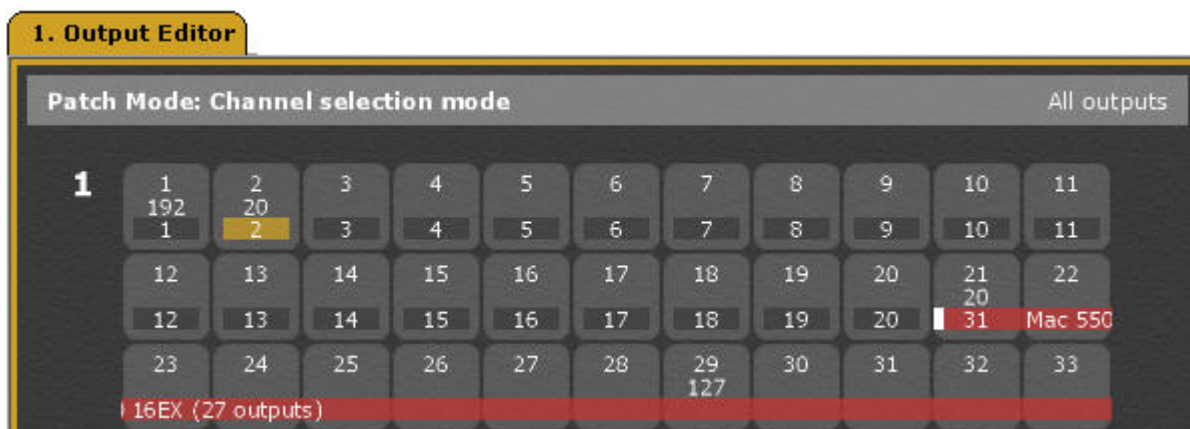 1. Output Editor
Patch Mode: Channel selection mode All outputs
1 1 2 3 4 5 6 7 8 9 10 11
192 20
1 2 3 4 5 6 7 8 9 10 11
12 13 14 15 16 17 18 19 20 21 22
20
12 13 14 15 16 17 18 19 20 31 Mac 550
23 24 25 26 27 28 29 30 31 32 33
127
16EX (27 outputs)